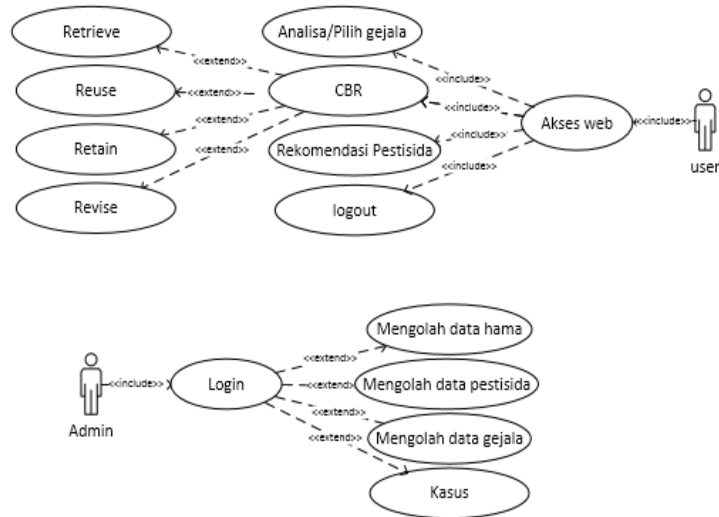 Retrieve
Analisa/Pilih gejala
<<extend>>
<<include>>
Reuse
<<extend>>
CBR
<<include>>
Akses web
<<include>>
<<extend>>
Retain
<<extend>>
Rekomendasi Pestisida
<<include>>
<<include>>
user
Revise
logout
Mengolah data hama
<<extend>>
Admin
<<include>>
Login
<<extend>>
Mengolah data pestisida
<<extend>>
<<extend>>
Mengolah data gejala
Kasus